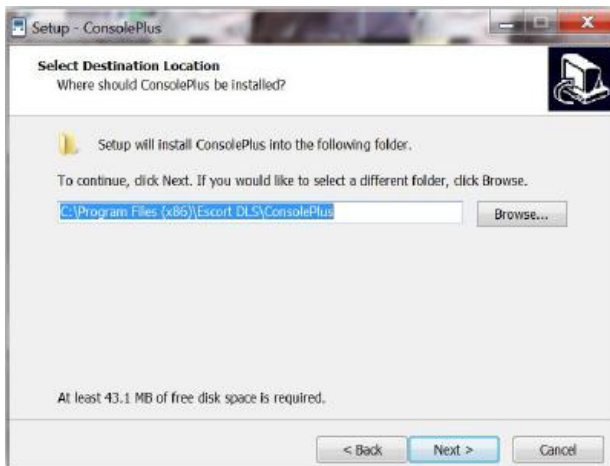 Setup - ConsolePlus
Select Destination Location
Where should ConsolePlus be installed?
Setup will install ConsolePlus into the following folder.
To continue, click Next. If you would like to select a different folder, click Browse.
C:\Program Files (x86)\Escort DLS\ConsolePlus
Browse...
At least 43.1 MB of free disk space is required.
< Back
Next >
Cancel